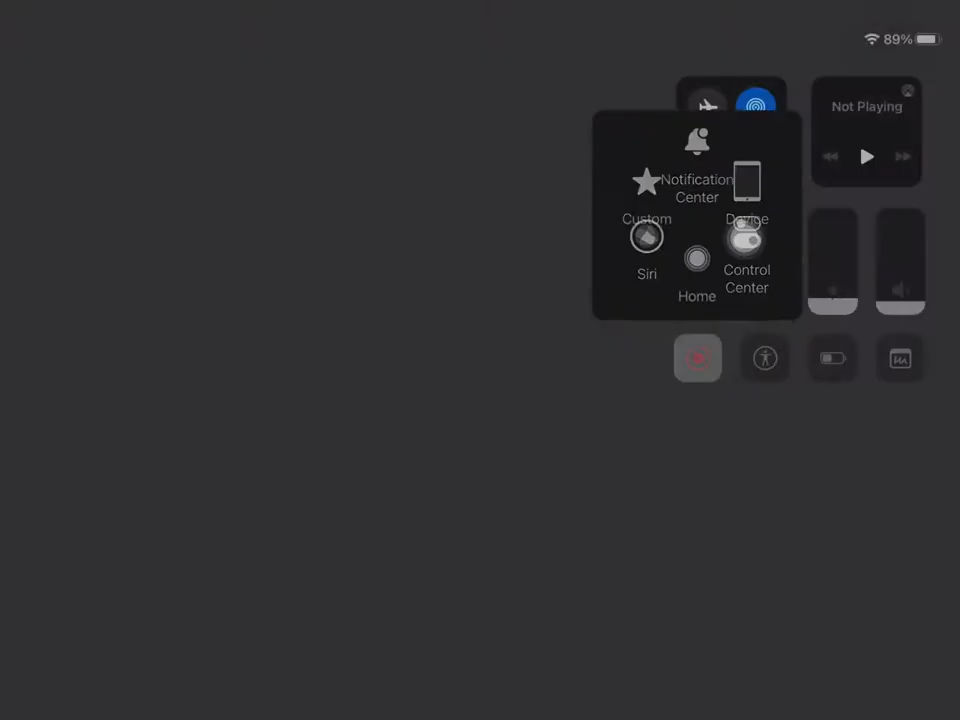 89%
Not Playing
Notification
Center
Custom
Device
Siri
Control
Center
Home